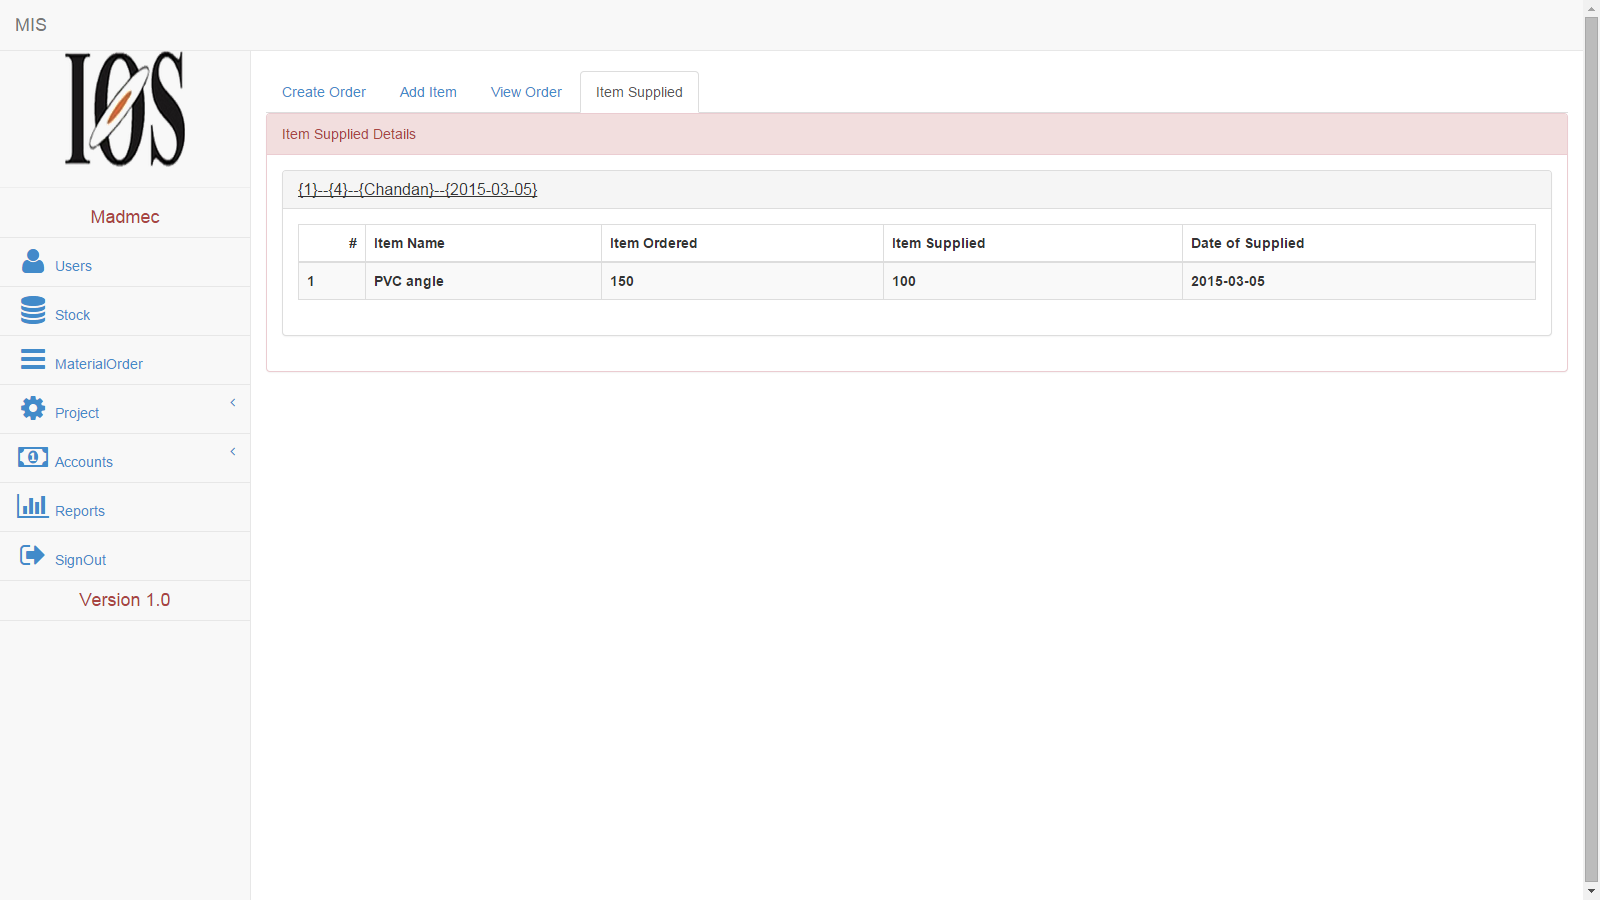 MIS
IOS
Create Order Add Item View Order Item Supplied
Item Supplied Details
{1}--{4}--{Chandan}--{2015-03-05}
# Item Name Item Ordered Item Supplied Date of Supplied
1 PVC angle 150 100 2015-03-05
Madmec
Users
Stock
MaterialOrder
Project
Accounts
Reports
SignOut
Version 1.0